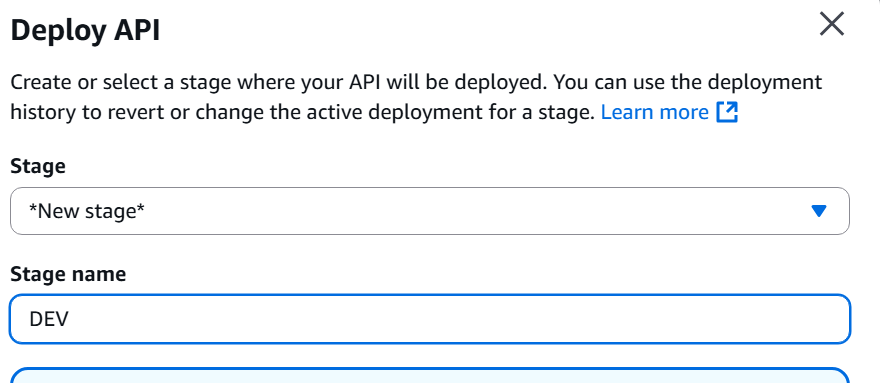 Deploy API
Create or select a stage where your API will be deployed. You can use the deployment
history to revert or change the active deployment for a stage. Learn more
Stage
*New stage*
Stage name
DEV